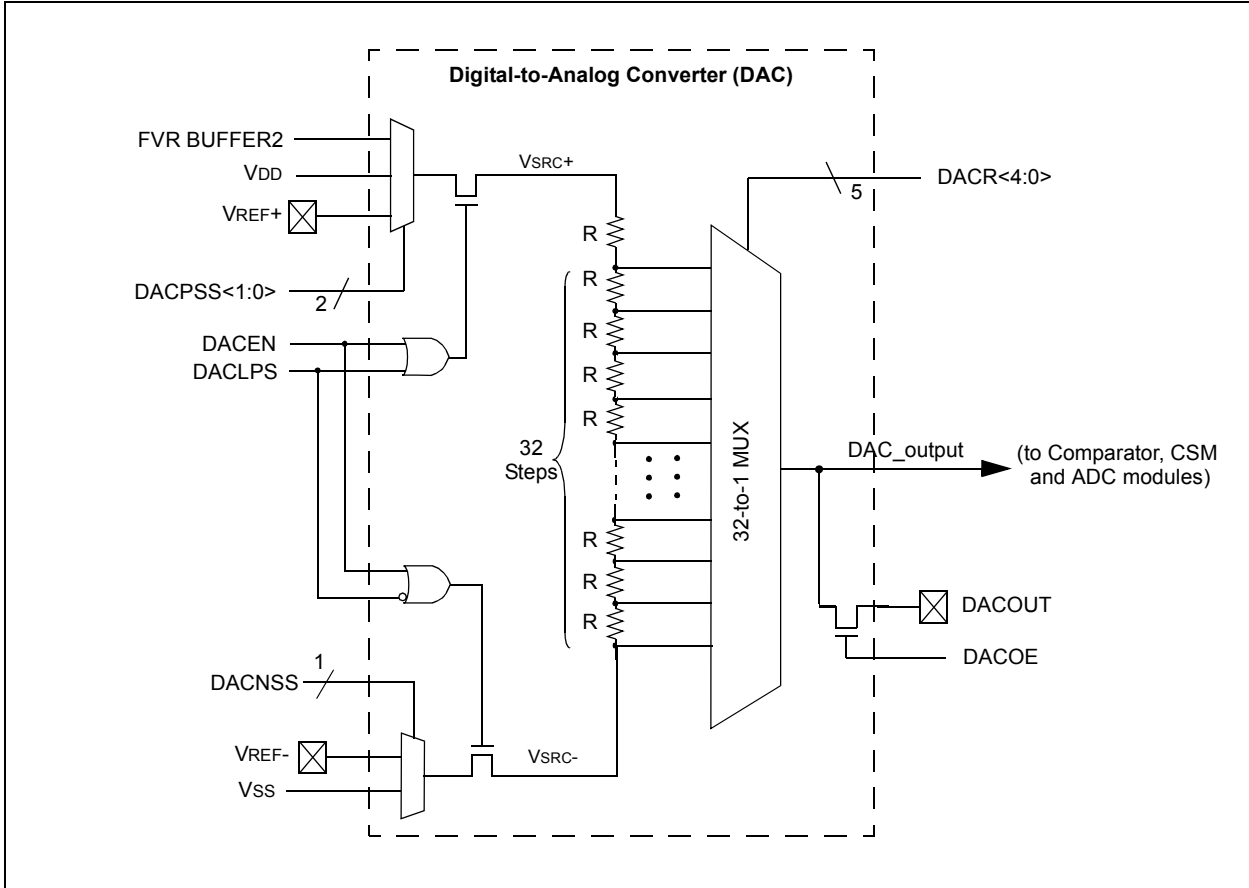 Digital-to-Analog Converter (DAC)
FVR BUFFER2
VDD
VREF+
VSRC+
DACR<4:0>
5
R
R
DACPSS<1:0>
2
R
DACEN
DACLPS
R
R
32
Steps
32-to-1 MUX
DAC_output
(to Comparator, CSM
and ADC modules)
R
R
R
DACOUT
DACOE
1
DACNSS
VREF-
VSRC-
VSS